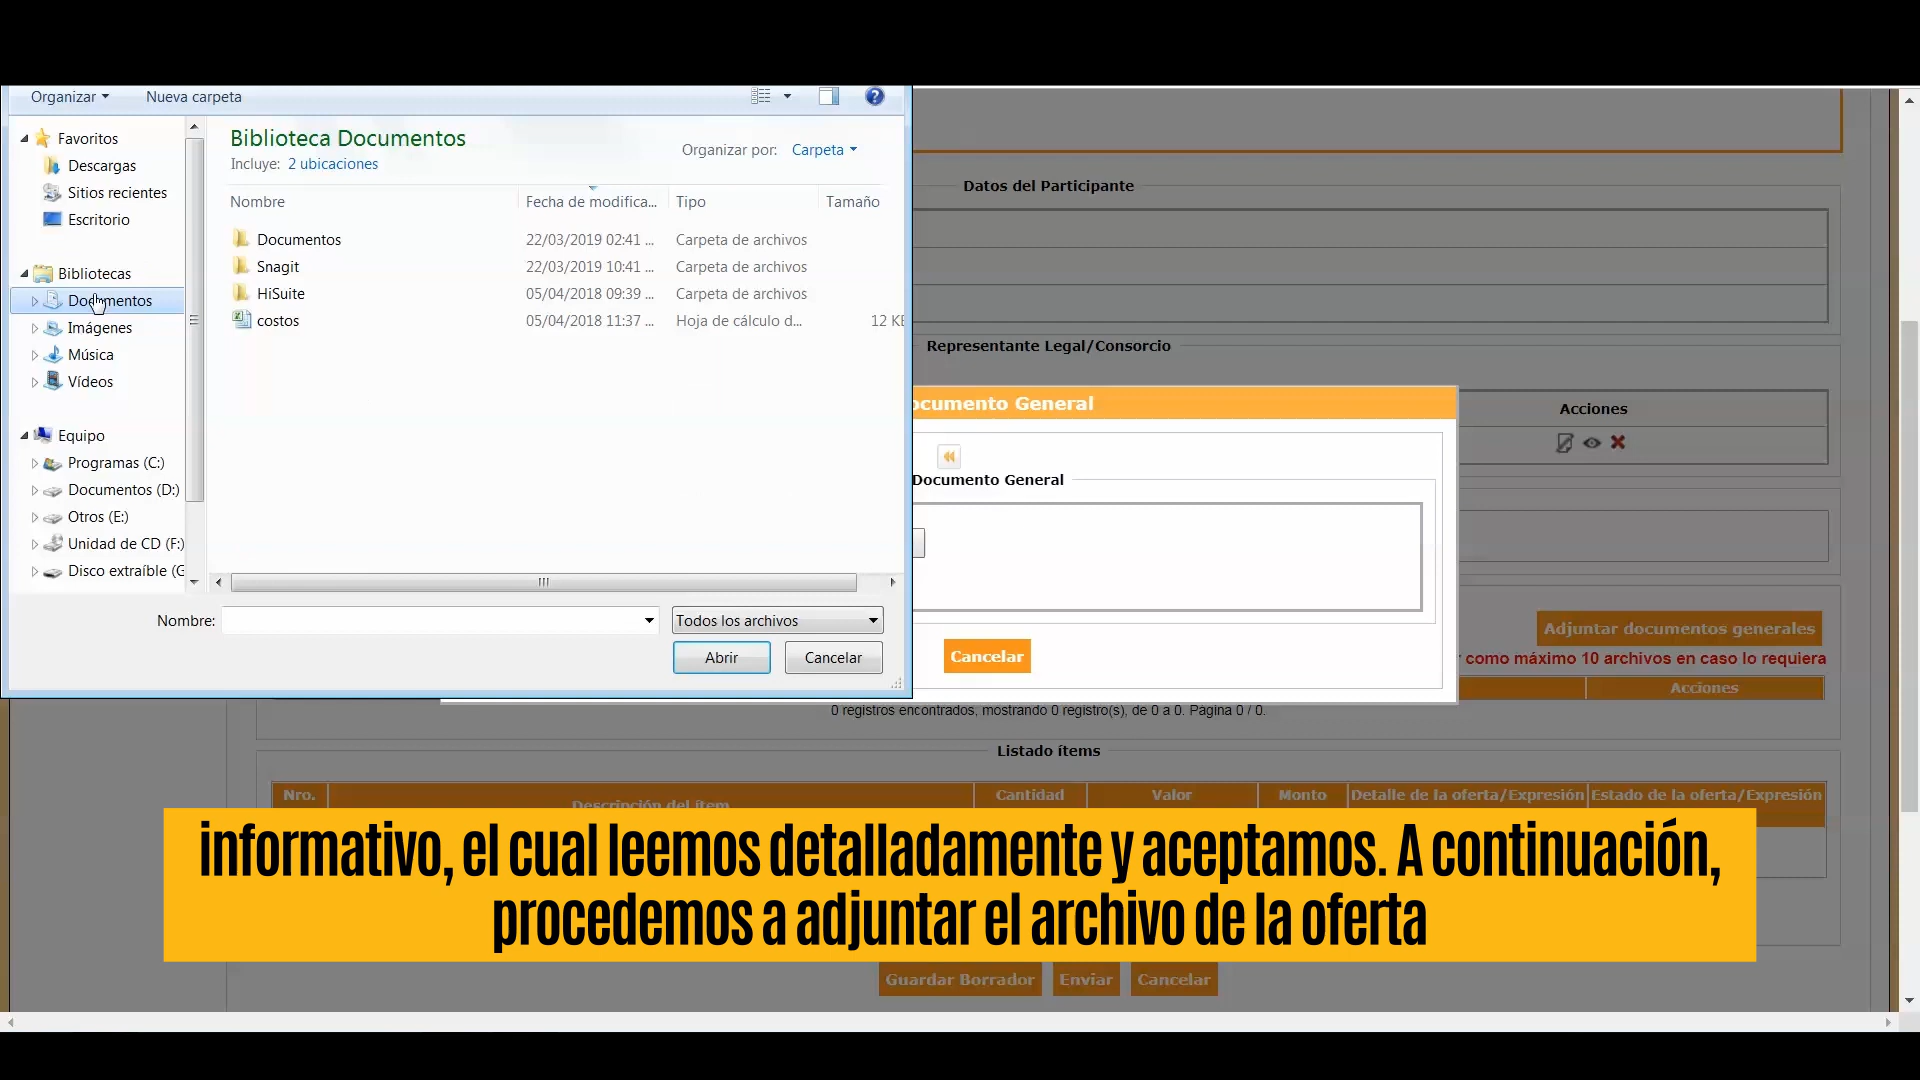 Organizar
Nueva carpeta
Favoritos
Descargas
Sitios recientes
Escritorio
Bibliotecas
Documentos
Imágenes
Música
Vídeos
Equipo
Programas (C:)
Documentos (D:)
Otros (E:)
Unidad de CD (F:)
Disco extraíble (G
Biblioteca Documentos
Incluye: 2 ubicaciones
Organizar por: Carpeta
Nombre Fecha de modifica... Tipo Tamaño
Documentos 22/03/2019 02:41 ... Carpeta de archivos
Snagit 22/03/2019 10:41 ... Carpeta de archivos
HiSuite 05/04/2018 09:39 ... Carpeta de archivos
costos 05/04/2018 11:37 ... Hoja de cálculo d... 12 KB
Nombre:
Todos los archivos
Abrir
Cancelar
Datos del Participante
Representante Legal/Consorcio
Acciones
ocumento General
Documento General
Cancelar
Adjuntar documentos generales
como máximo 10 archivos en caso lo requiera
Acciones
0 registros encontrados, mostrando 0 registro(s), de 0 a 0. Página 0 / 0.
Listado ítems
Nro. Descripción del ítem Cantidad Valor Monto Detalle de la oferta/Expresión Estado de la oferta/Expresión
informativo, el cual leemos detalladamente y aceptamos. A continuación,
procedemos a adjuntar el archivo de la oferta
Guardar Borrador
Enviar
Cancelar